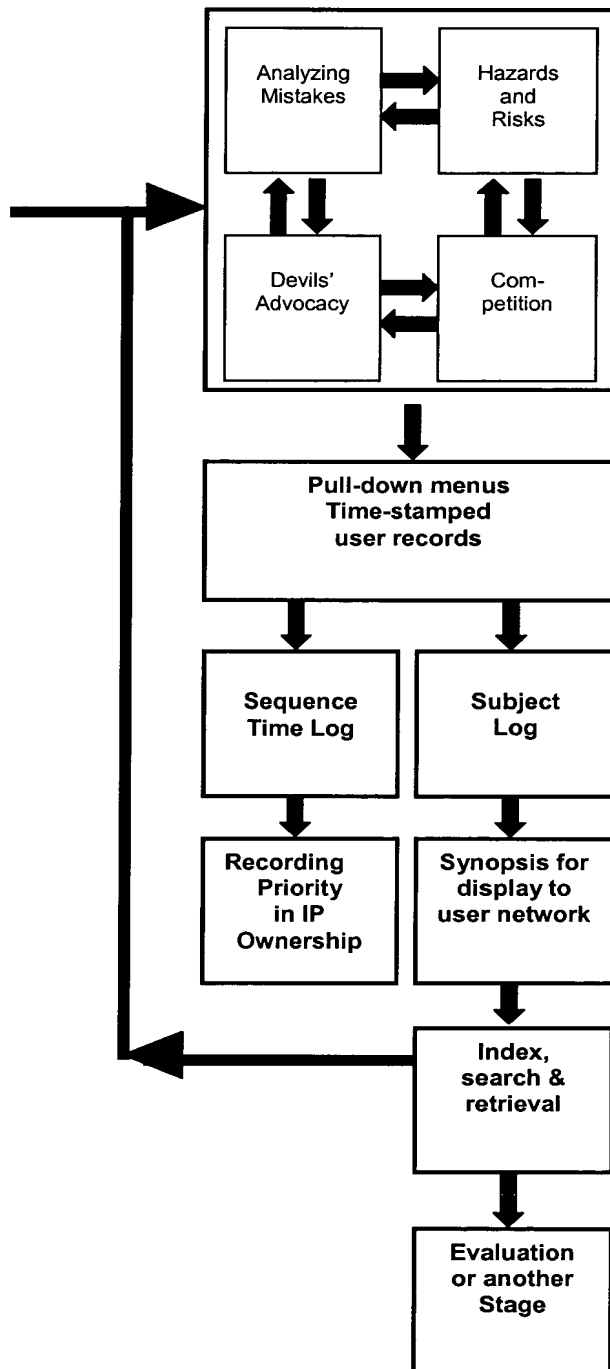 Analyzing
Mistakes
Hazards
and
Risks
Devils'
Advocacy
Com-
petition
Pull-down menus
Time-stamped
user records
Sequence
Time Log
Subject
Log
Recording
Priority
in IP
Ownership
Synopsis for
display to
user network
Index,
search &
retrieval
Evaluation
or another
Stage